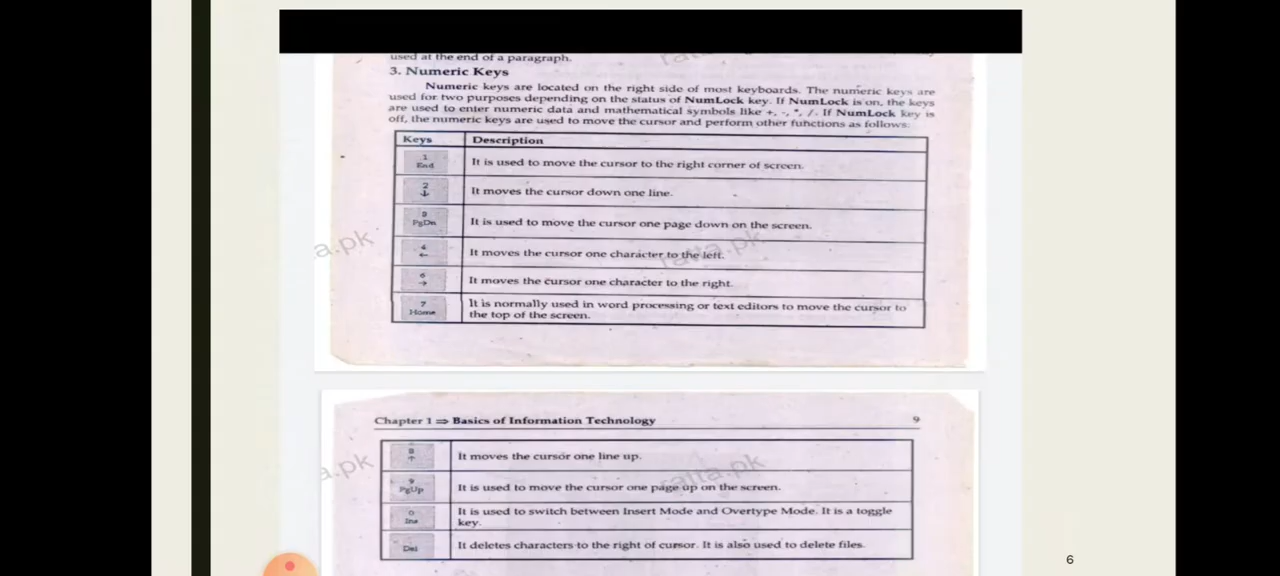 used at the end of a paragraph.
3. Numeric Keys
Numeric keys are located on the right side of most keyboards. The numeric keys are
used for two purposes depending on the status of NumLock key. If NumLock is on, the keys
are used to enter numeric data and mathematical symbols like +, -, *, /. If NumLock key is
off, the numeric keys are used to move the cursor and perform other functions as follows:
Keys Description
1
End
It is used to move the cursor to the right corner of screen.
2
↓
It moves the cursor down one line.
PgDn
It is used to move the cursor one page down on the screen.
4
←
It moves the cursor one character to the left.
6
→
It moves the cursor one character to the right.
7
Home
It is normally used in word processing or text editors to move the cursor to
the top of the screen.
a.pk
ratta.pk
Chapter 1 ⇒ Basics of Information Technology 9
8
↑
It moves the cursor one line up.
9
PgUp
It is used to move the cursor one page up on the screen.
0
Ins
It is used to switch between Insert Mode and Overtype Mode. It is a toggle
key.
Del
It deletes characters to the right of cursor. It is also used to delete files.
a.pk
ratta.pk
6